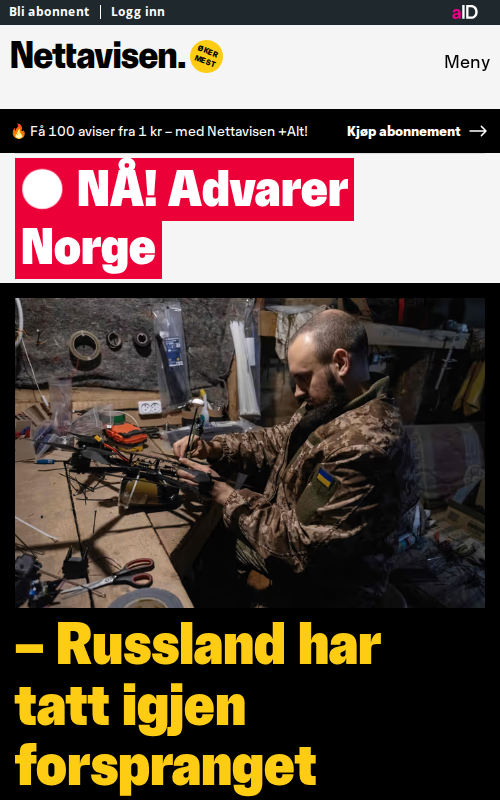 Bli abonnent | Logg inn
aID
Nettavisen.
ØKER
MEST
Meny
🔥 Få 100 aviser fra 1 kr – med Nettavisen +Alt!
Kjøp abonnement →
NÅ! Advarer
Norge
– Russland har
tatt igjen
forspranget